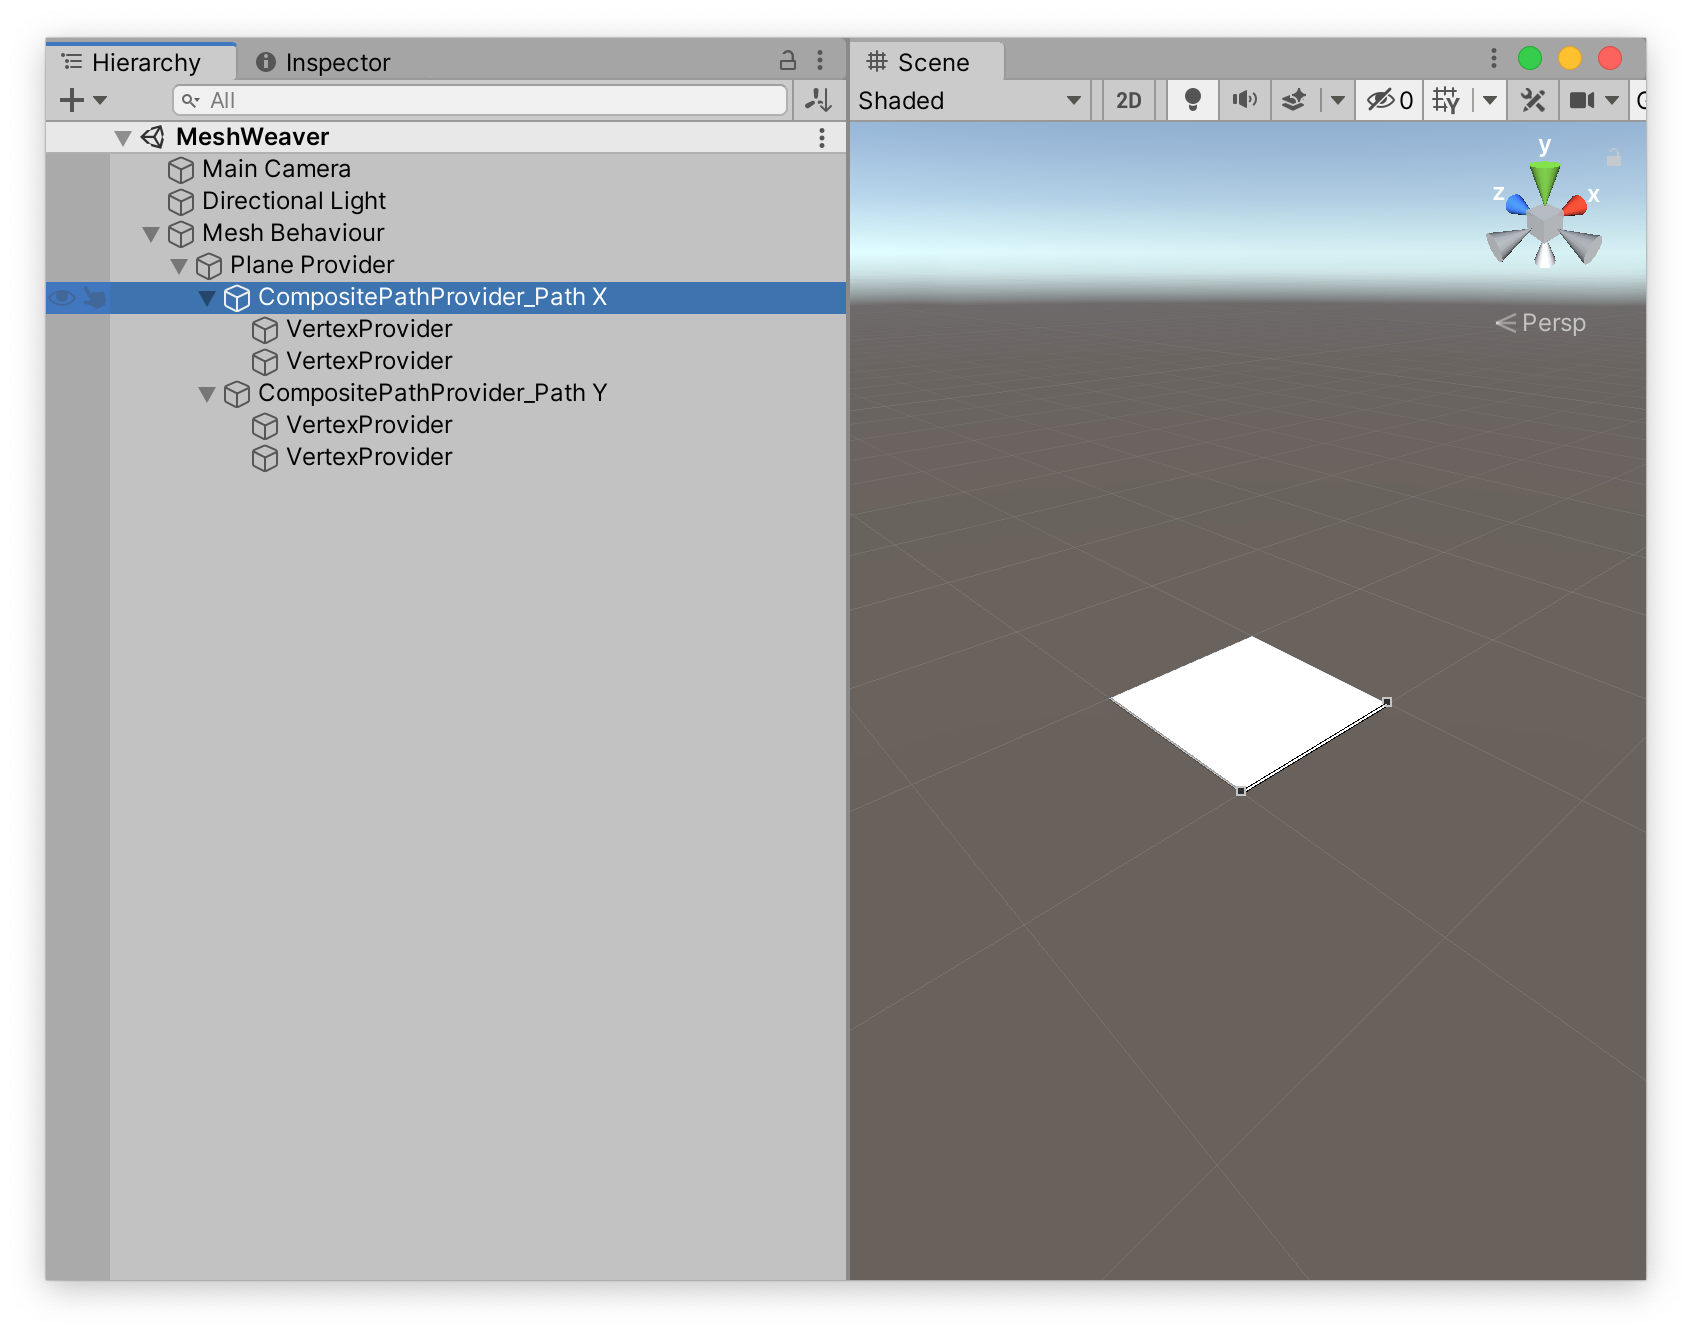 Hierarchy Inspector
All
MeshWeaver
Main Camera
Directional Light
Mesh Behaviour
Plane Provider
CompositePathProvider_Path X
VertexProvider
VertexProvider
CompositePathProvider_Path Y
VertexProvider
VertexProvider
Scene
Shaded 2D 0
y
z x
Persp